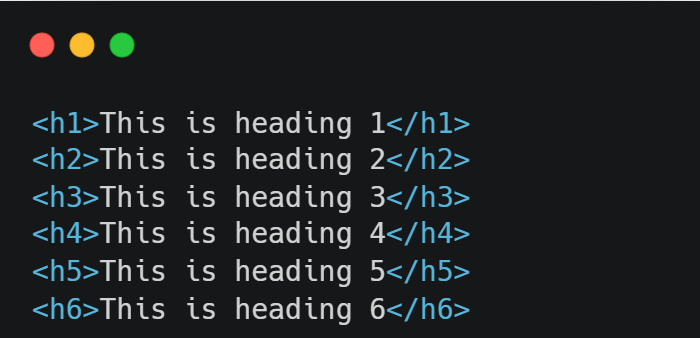 <h1>This is heading 1</h1>
<h2>This is heading 2</h2>
<h3>This is heading 3</h3>
<h4>This is heading 4</h4>
<h5>This is heading 5</h5>
<h6>This is heading 6</h6>